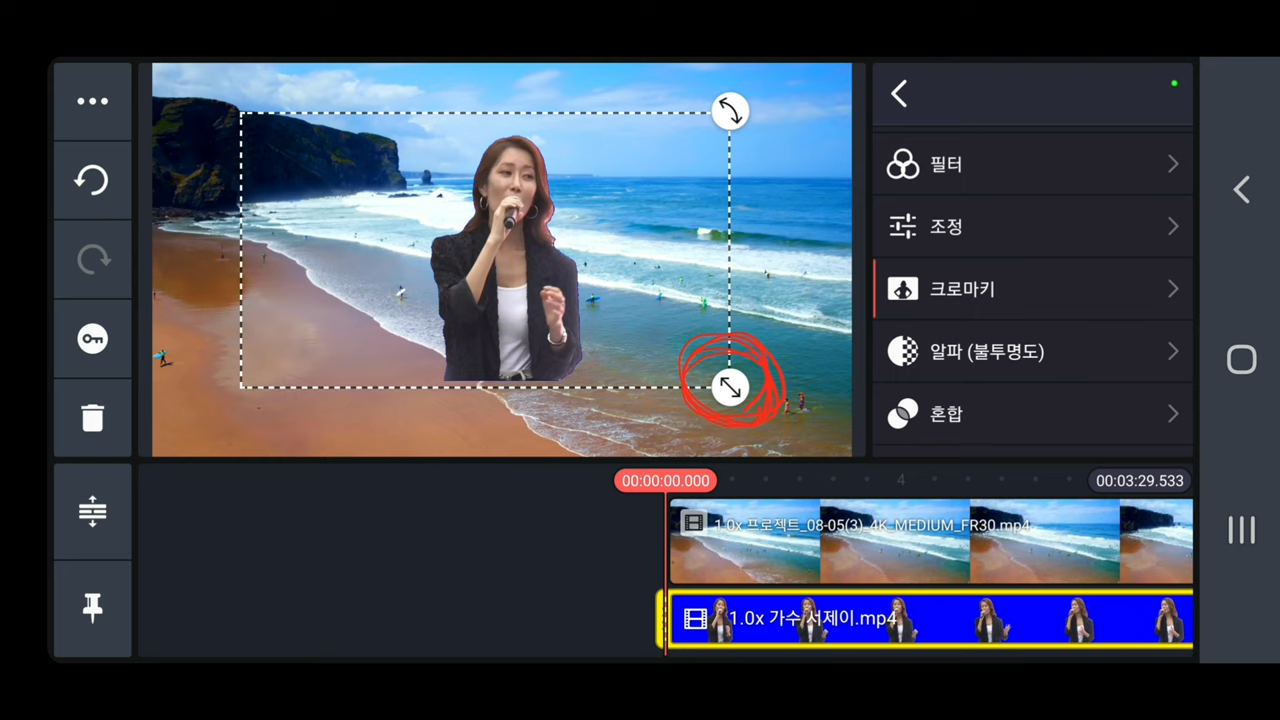 필터
조정
크로마키
알파 (불투명도)
혼합
00:00:00.000
4
00:03:29.533
1.0x 프로젝트_08-05(3)_4K_MEDIUM_FR30.mp4
1.0x 가수 서제이.mp4